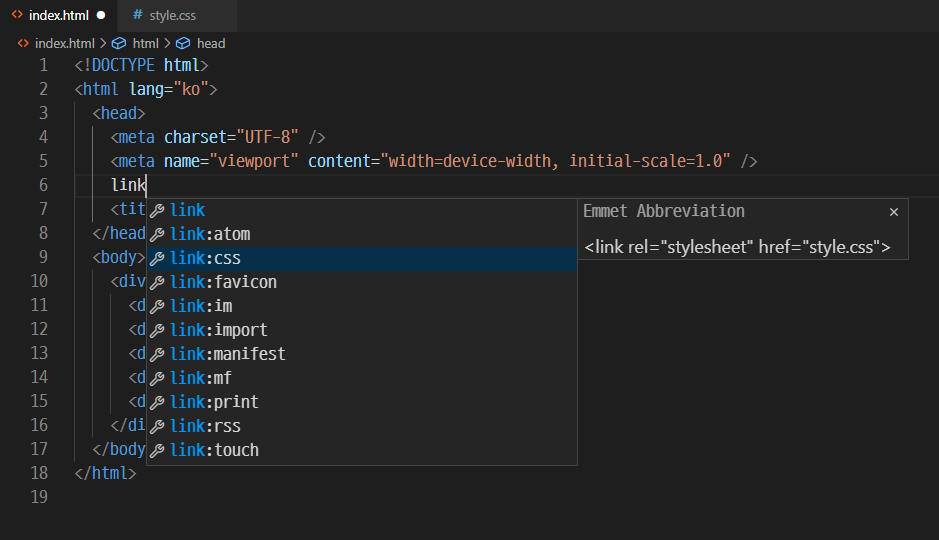 index.html
style.css
index.html > html > head
1 <!DOCTYPE html>
2 <html lang="ko">
3 <head>
4 <meta charset="UTF-8" />
5 <meta name="viewport" content="width=device-width, initial-scale=1.0" />
6 link
7 <tit
8 </head
9 <body>
10 <div
11 <d
12 <d
13 <d
14 <d
15 <d
16 </di
17 </body
18 </html>
19
link
link:atom
link:css
link:favicon
link:im
link:import
link:manifest
link:mf
link:print
link:rss
link:touch
Emmet Abbreviation
<link rel="stylesheet" href="style.css">